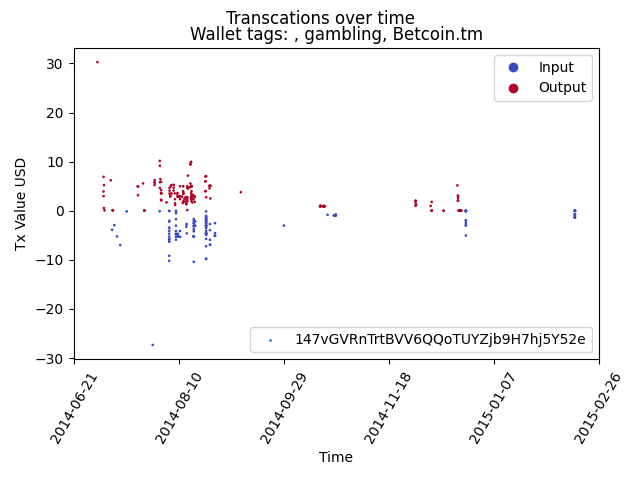 Transcations over time
Wallet tags: , gambling, Betcoin.tm
Tx Value USD
30
20
10
0
−10
−20
−30
Input
Output
147vGVRnTrtBVV6QQoTUYZjb9H7hj5Y52e
2014-06-21
2014-08-10
2014-09-29
2014-11-18
2015-01-07
2015-02-26
Time